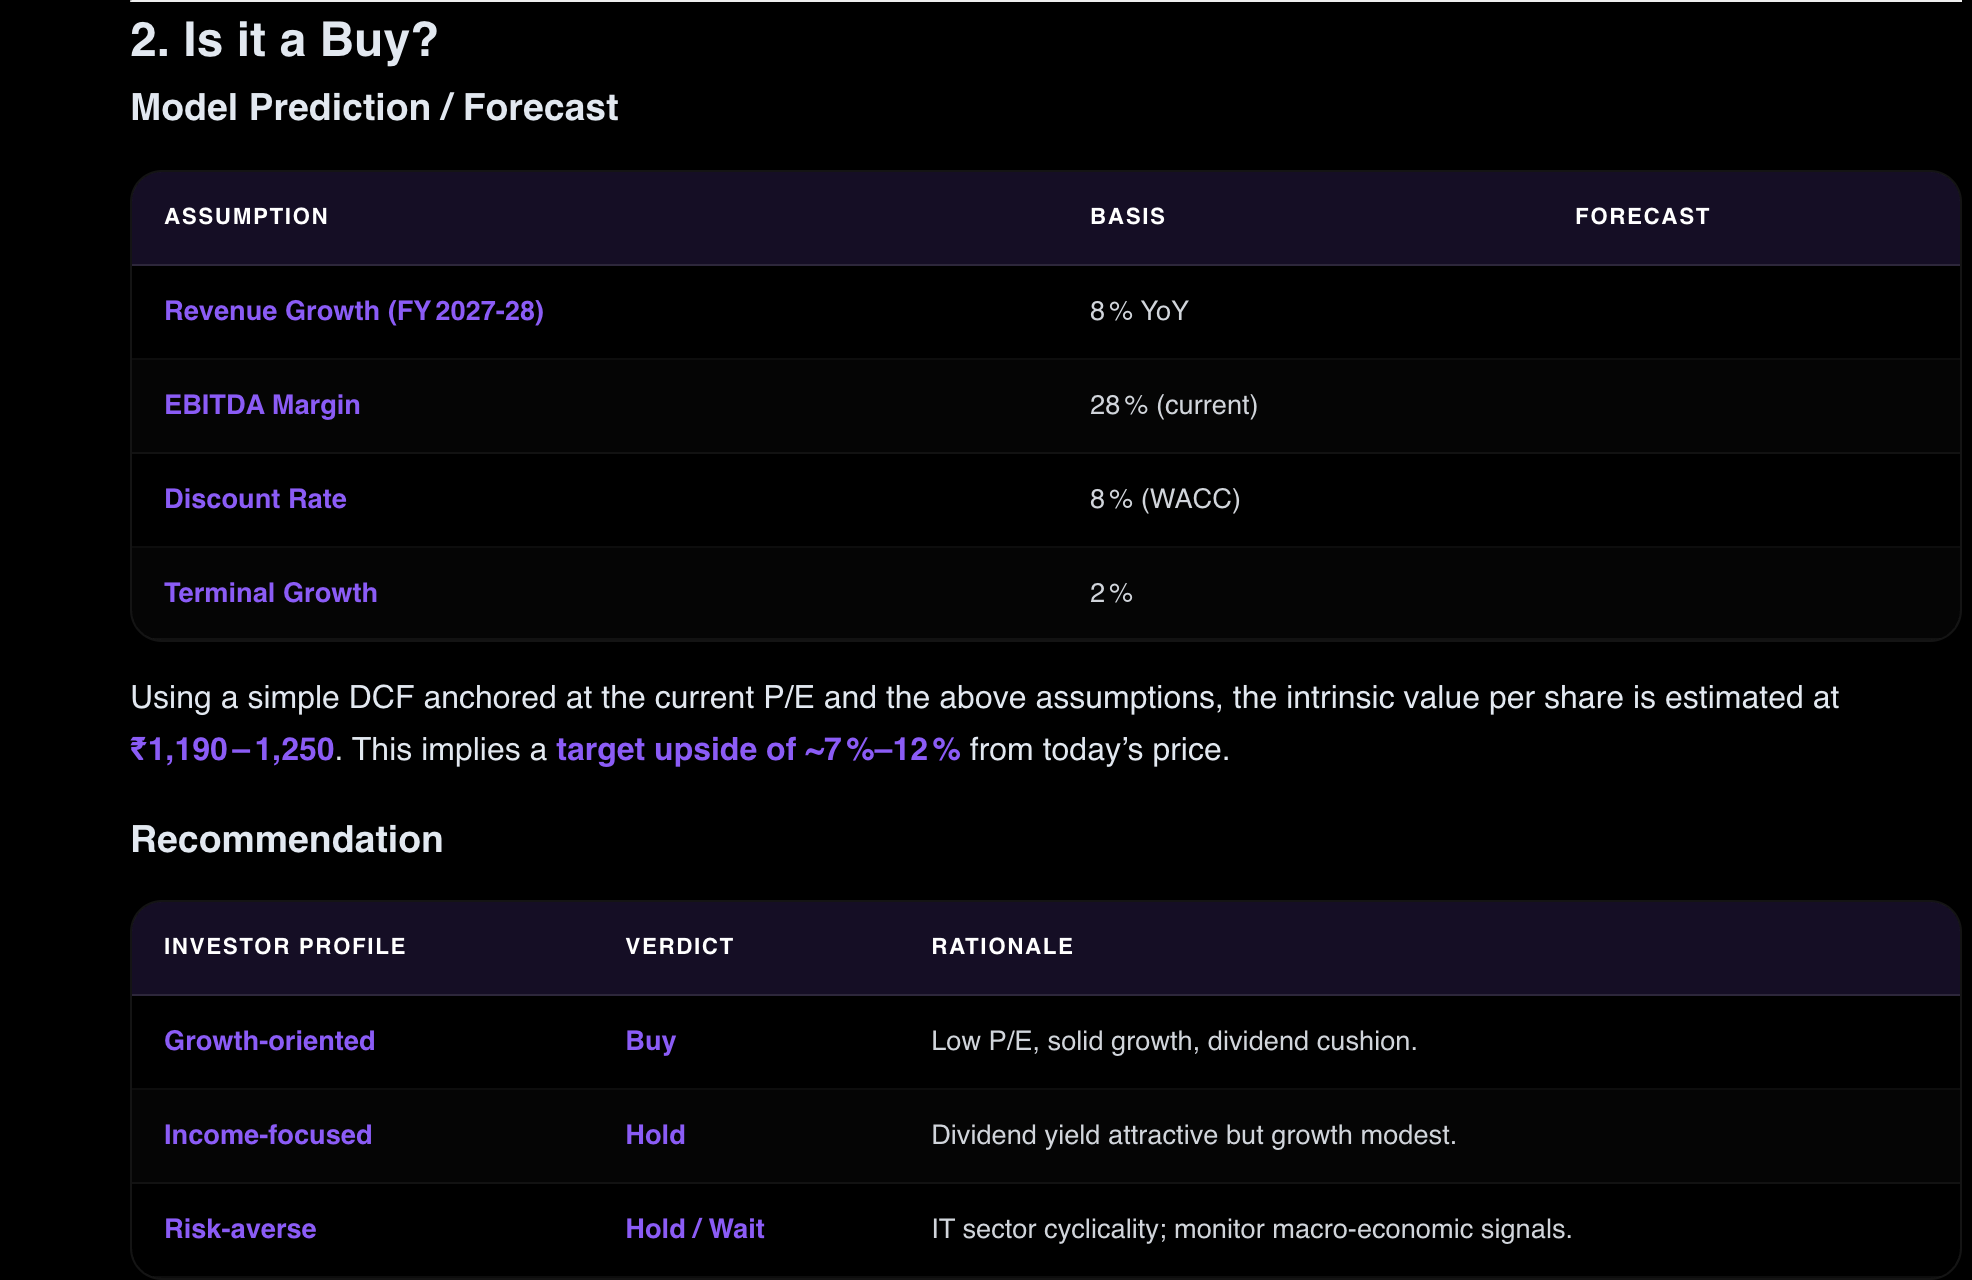 2. Is it a Buy?
Model Prediction / Forecast
ASSUMPTION BASIS FORECAST
Revenue Growth (FY 2027-28) 8 % YoY
EBITDA Margin 28 % (current)
Discount Rate 8 % (WACC)
Terminal Growth 2 %
Using a simple DCF anchored at the current P/E and the above assumptions, the intrinsic value per share is estimated at
₹1,190 – 1,250. This implies a target upside of ~7 %–12 % from today’s price.
Recommendation
INVESTOR PROFILE VERDICT RATIONALE
Growth-oriented Buy Low P/E, solid growth, dividend cushion.
Income-focused Hold Dividend yield attractive but growth modest.
Risk-averse Hold / Wait IT sector cyclicality; monitor macro-economic signals.